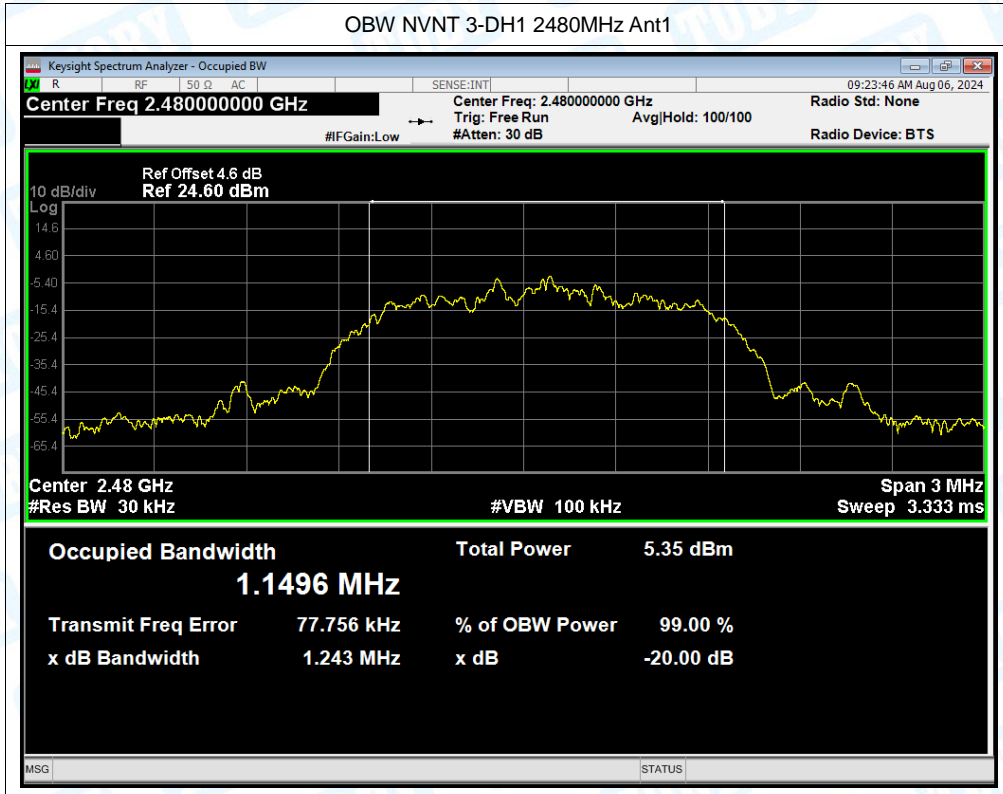 OBW NVNT 3-DH1 2480MHz Ant1
Keysight Spectrum Analyzer - Occupied BW
LXI R RF 50 Ω AC SENSE:INT 09:23:46 AM Aug 06, 2024
Center Freq 2.480000000 GHz Center Freq: 2.480000000 GHz Radio Std: None
Trig: Free Run Avg|Hold: 100/100
#IFGain:Low #Atten: 30 dB Radio Device: BTS
Ref Offset 4.6 dB
10 dB/div Ref 24.60 dBm
Log
14.6
4.60
-5.40
-15.4
-25.4
-35.4
-45.4
-55.4
-65.4
Center 2.48 GHz Span 3 MHz
#Res BW 30 kHz #VBW 100 kHz Sweep 3.333 ms
Occupied Bandwidth Total Power 5.35 dBm
1.1496 MHz
Transmit Freq Error 77.756 kHz % of OBW Power 99.00 %
x dB Bandwidth 1.243 MHz x dB -20.00 dB
MSG STATUS